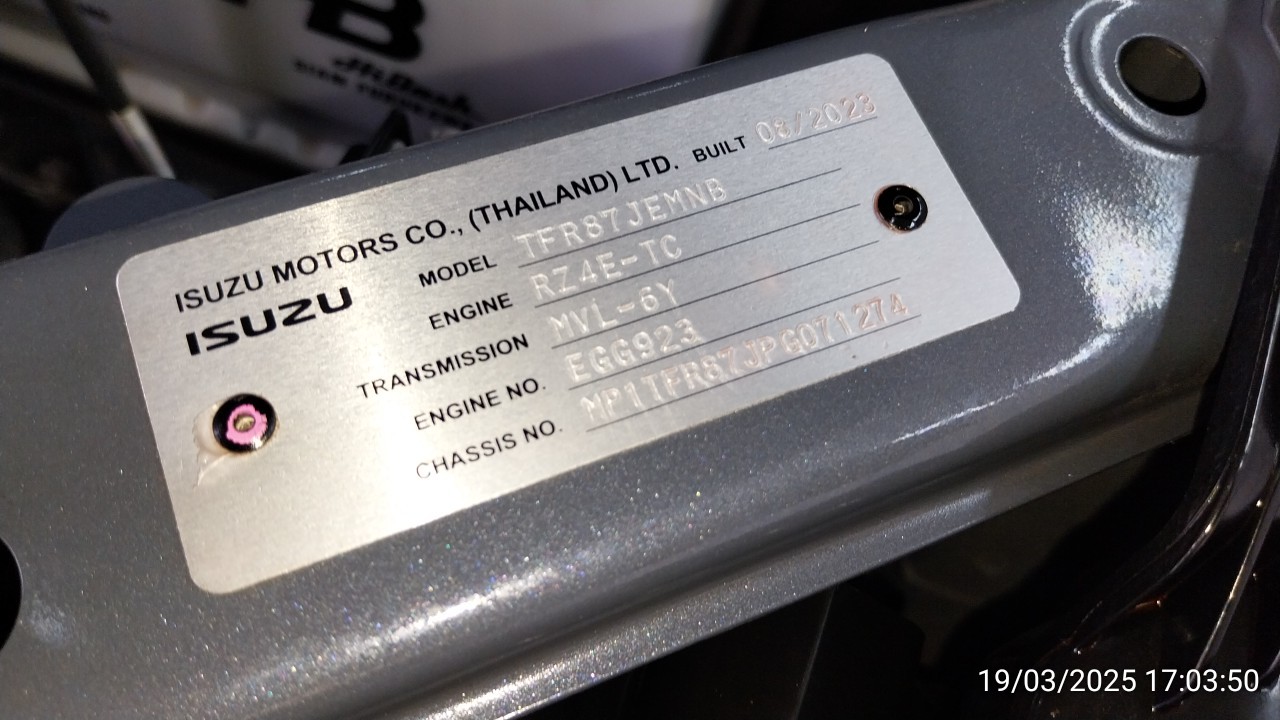 B
HiDash
ISUZU MOTORS CO., (THAILAND) LTD. BUILT 08/2023
ISUZU
MODEL TFR87JEMNB
ENGINE RZ4E-TC
TRANSMISSION MVL-6Y
ENGINE NO. EGG923
CHASSIS NO. MP1TFR87JPG071274
19/03/2025 17:03:50